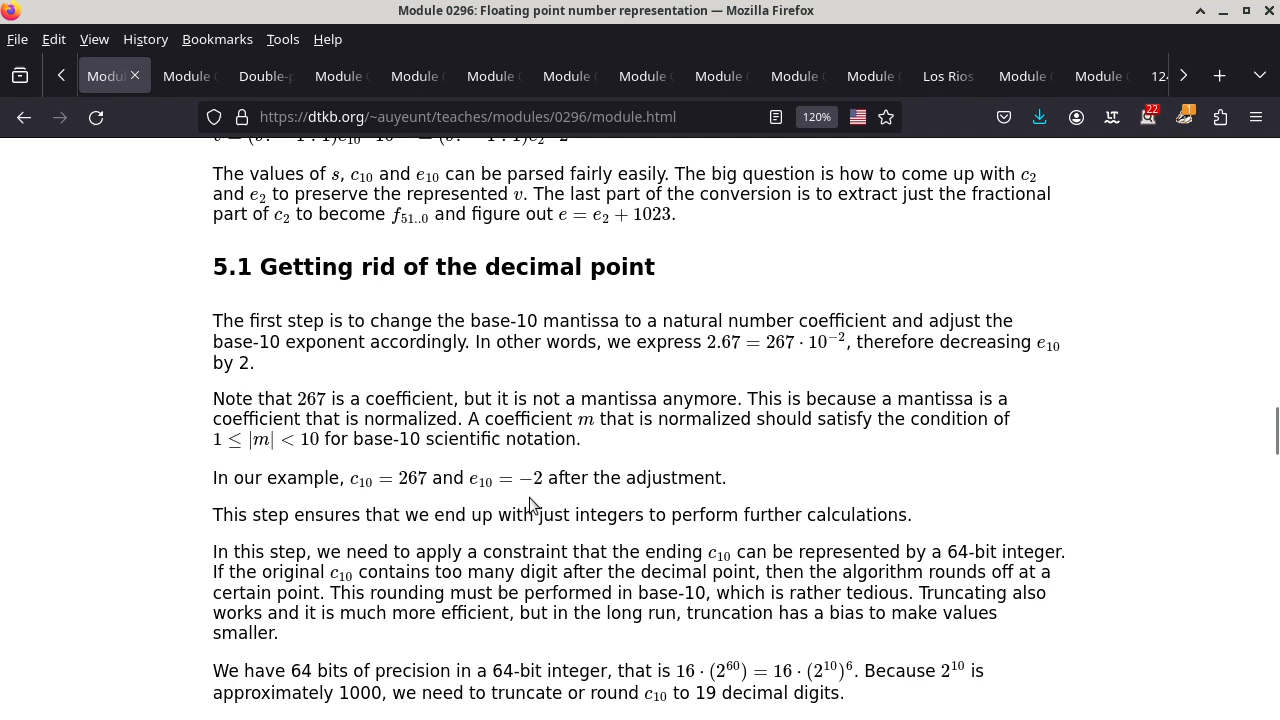 Module 0296: Floating point number representation — Mozilla Firefox
File Edit View History Bookmarks Tools Help
Modul Module Double-p Module Module Module Module Module Module Module Module Los Rios Module Module 124
https://dtkb.org/~auyeunt/teaches/modules/0296/module.html 120% 22 1
The values of s, c₁₀ and e₁₀ can be parsed fairly easily. The big question is how to come up with c₂
and e₂ to preserve the represented v. The last part of the conversion is to extract just the fractional
part of c₂ to become f₅₁..₀ and figure out e = e₂ + 1023.
5.1 Getting rid of the decimal point
The first step is to change the base-10 mantissa to a natural number coefficient and adjust the
base-10 exponent accordingly. In other words, we express 2.67 = 267 · 10⁻², therefore decreasing e₁₀
by 2.
Note that 267 is a coefficient, but it is not a mantissa anymore. This is because a mantissa is a
coefficient that is normalized. A coefficient m that is normalized should satisfy the condition of
1 ≤ |m| < 10 for base-10 scientific notation.
In our example, c₁₀ = 267 and e₁₀ = −2 after the adjustment.
This step ensures that we end up with just integers to perform further calculations.
In this step, we need to apply a constraint that the ending c₁₀ can be represented by a 64-bit integer.
If the original c₁₀ contains too many digit after the decimal point, then the algorithm rounds off at a
certain point. This rounding must be performed in base-10, which is rather tedious. Truncating also
works and it is much more efficient, but in the long run, truncation has a bias to make values
smaller.
We have 64 bits of precision in a 64-bit integer, that is 16 · (2⁶⁰) = 16 · (2¹⁰)⁶. Because 2¹⁰ is
approximately 1000, we need to truncate or round c₁₀ to 19 decimal digits.